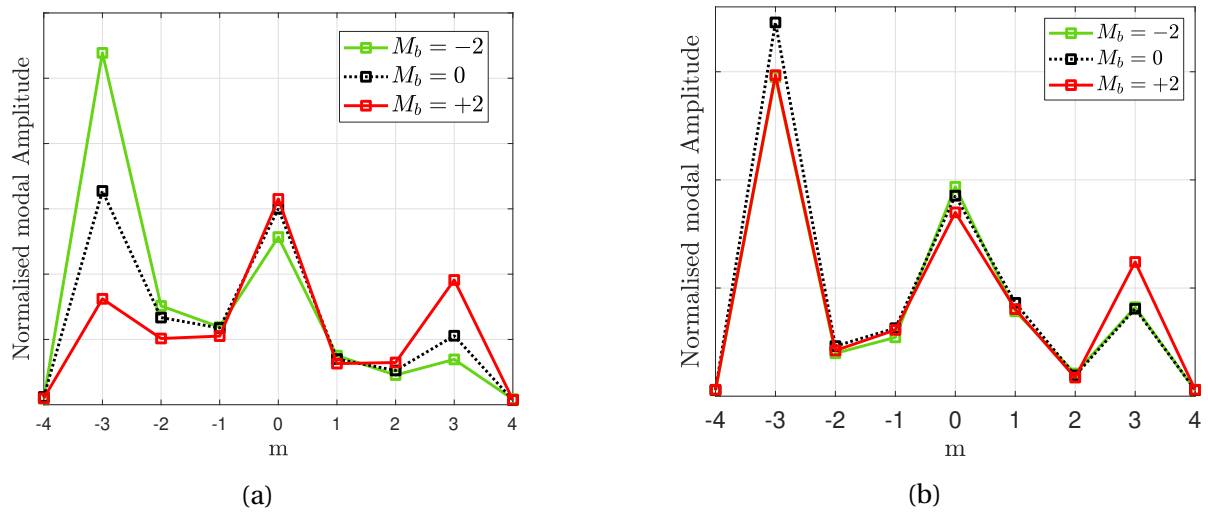 Normalised modal Amplitude
M_b = −2
M_b = 0
M_b = +2
-4 -3 -2 -1 0 1 2 3 4
m
(a)
Normalised modal Amplitude
M_b = −2
M_b = 0
M_b = +2
-4 -3 -2 -1 0 1 2 3 4
m
(b)